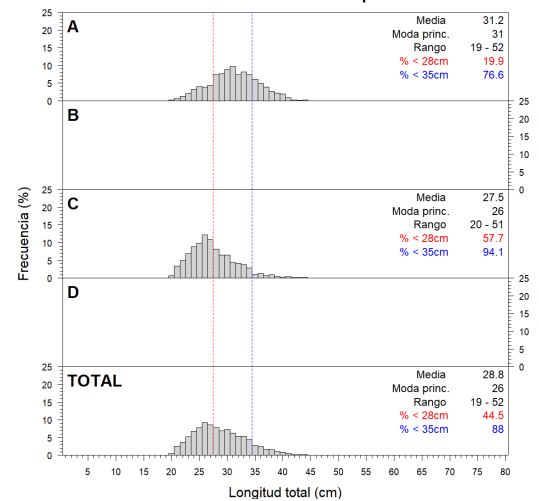 25
20
15
10
5
0
A
Media 31.2
Moda princ. 31
Rango 19 - 52
% < 28cm 19.9
% < 35cm 76.6
B
25
20
15
10
5
0
25
20
15
10
5
0
C
Media 27.5
Moda princ. 26
Rango 20 - 51
% < 28cm 57.7
% < 35cm 94.1
D
25
20
15
10
5
0
25
20
15
10
5
0
TOTAL
Media 28.8
Moda princ. 26
Rango 19 - 52
% < 28cm 44.5
% < 35cm 88
Frecuencia (%)
5 10 15 20 25 30 35 40 45 50 55 60 65 70 75 80
Longitud total (cm)